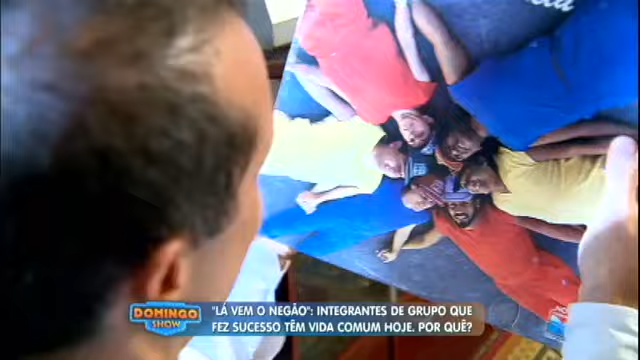 DOMINGO
SHOW
"LÁ VEM O NEGÃO": INTEGRANTES DE GRUPO QUE
FEZ SUCESSO TÊM VIDA COMUM HOJE. POR QUÊ?